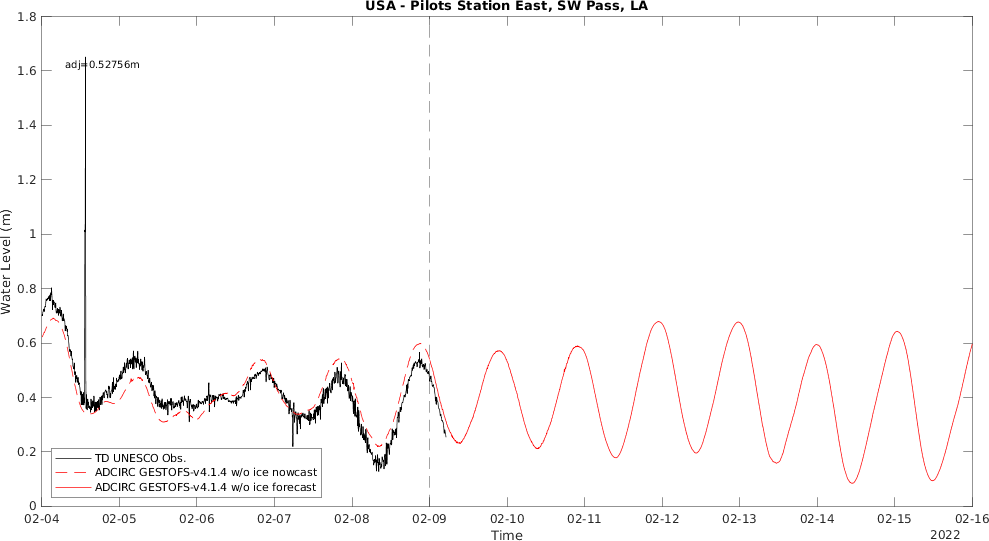 USA - Pilots Station East, SW Pass, LA
1.8
adj=0.52756m
1.6
1.4
1.2
1
0.8
0.6
0.4
0.2
0
Water Level (m)
TD UNESCO Obs.
ADCIRC GESTOFS-v4.1.4 w/o ice nowcast
ADCIRC GESTOFS-v4.1.4 w/o ice forecast
02-04 02-05 02-06 02-07 02-08 02-09 02-10 02-11 02-12 02-13 02-14 02-15 02-16
Time
2022